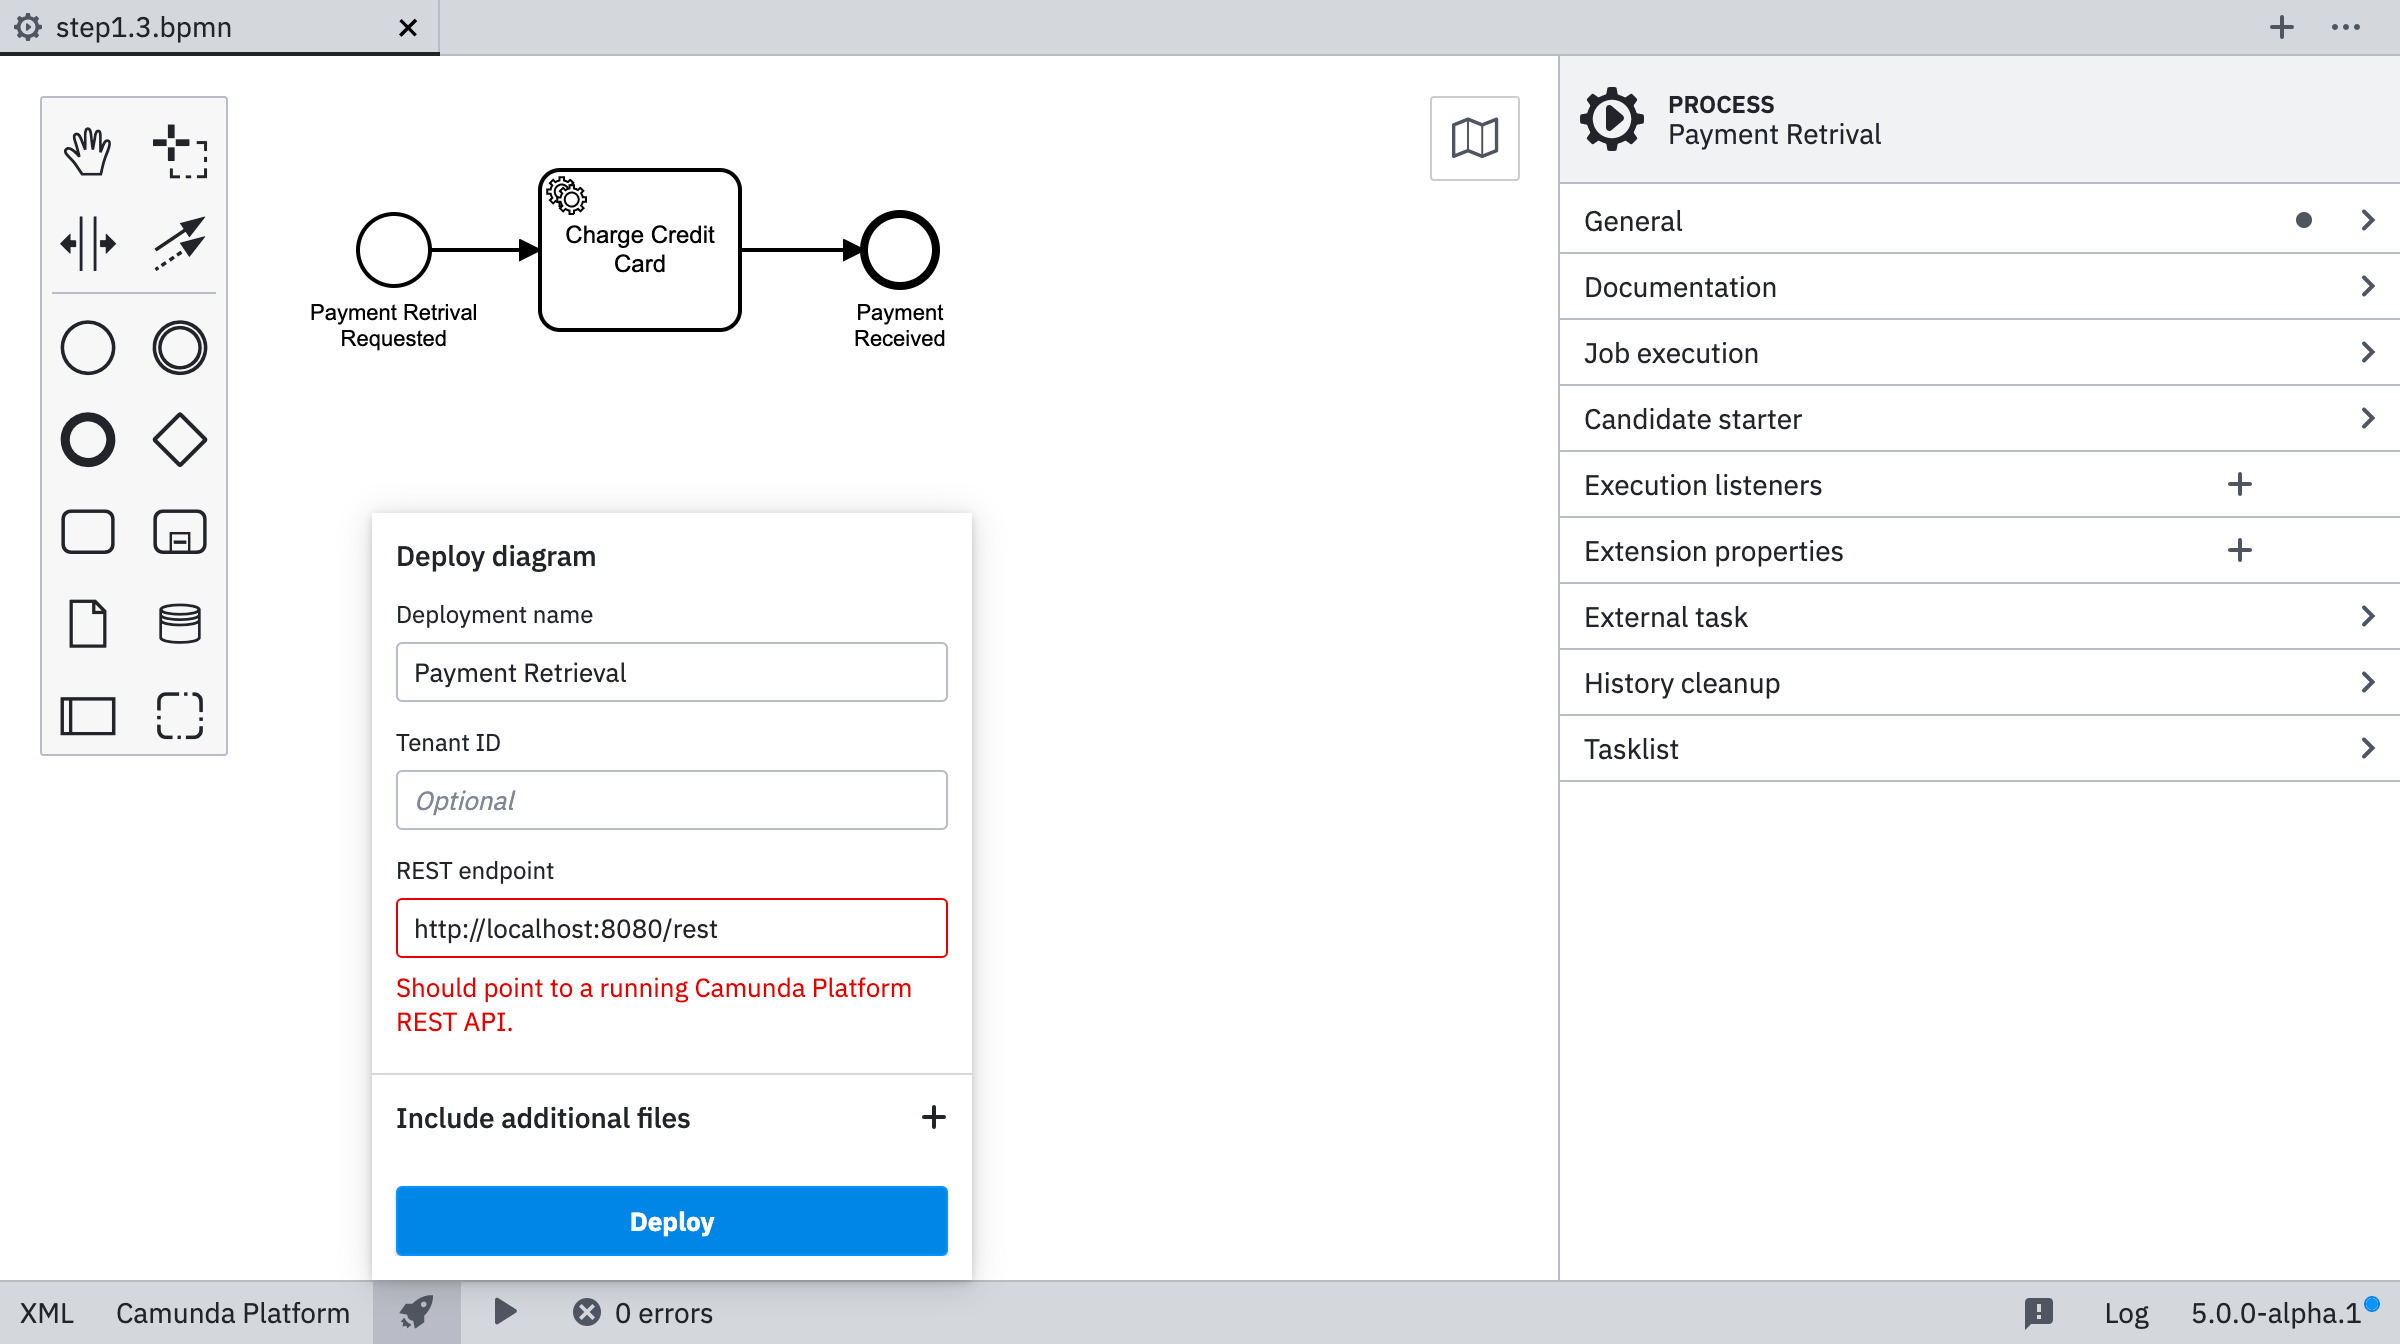 step1.3.bpmn
Charge Credit
Card
Payment Retrival
Requested
Payment
Received
Deploy diagram
Deployment name
Payment Retrieval
Tenant ID
Optional
REST endpoint
http://localhost:8080/rest
Should point to a running Camunda Platform
REST API.
Include additional files
Deploy
PROCESS
Payment Retrival
General
Documentation
Job execution
Candidate starter
Execution listeners
Extension properties
External task
History cleanup
Tasklist
XML
Camunda Platform
0 errors
Log
5.0.0-alpha.1